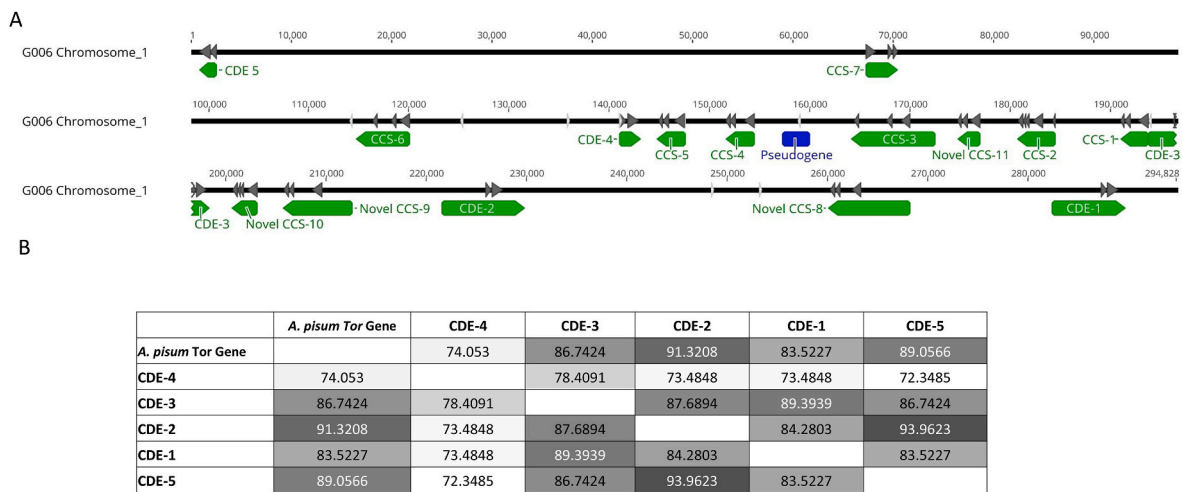 A
1 10,000 20,000 30,000 40,000 50,000 60,000 70,000 80,000 90,000
G006 Chromosome_1
CDE 5 CCS-7
100,000 110,000 120,000 130,000 140,000 150,000 160,000 170,000 180,000 190,000
G006 Chromosome_1
CCS-6 CDE-4 CCS-3 CCS-1
CCS-5 CCS-4 Pseudogene Novel CCS-11 CCS-2 CDE-3
200,000 210,000 220,000 230,000 240,000 250,000 260,000 270,000 280,000 294,828
G006 Chromosome_1
Novel CCS-9 CDE-2 Novel CCS-8 CDE-1
CDE-3 Novel CCS-10
B
A. pisum Tor Gene CDE-4 CDE-3 CDE-2 CDE-1 CDE-5
A. pisum Tor Gene 74.053 86.7424 91.3208 83.5227 89.0566
CDE-4 74.053 78.4091 73.4848 73.4848 72.3485
CDE-3 86.7424 78.4091 87.6894 89.3939 86.7424
CDE-2 91.3208 73.4848 87.6894 84.2803 93.9623
CDE-1 83.5227 73.4848 89.3939 84.2803 83.5227
CDE-5 89.0566 72.3485 86.7424 93.9623 83.5227